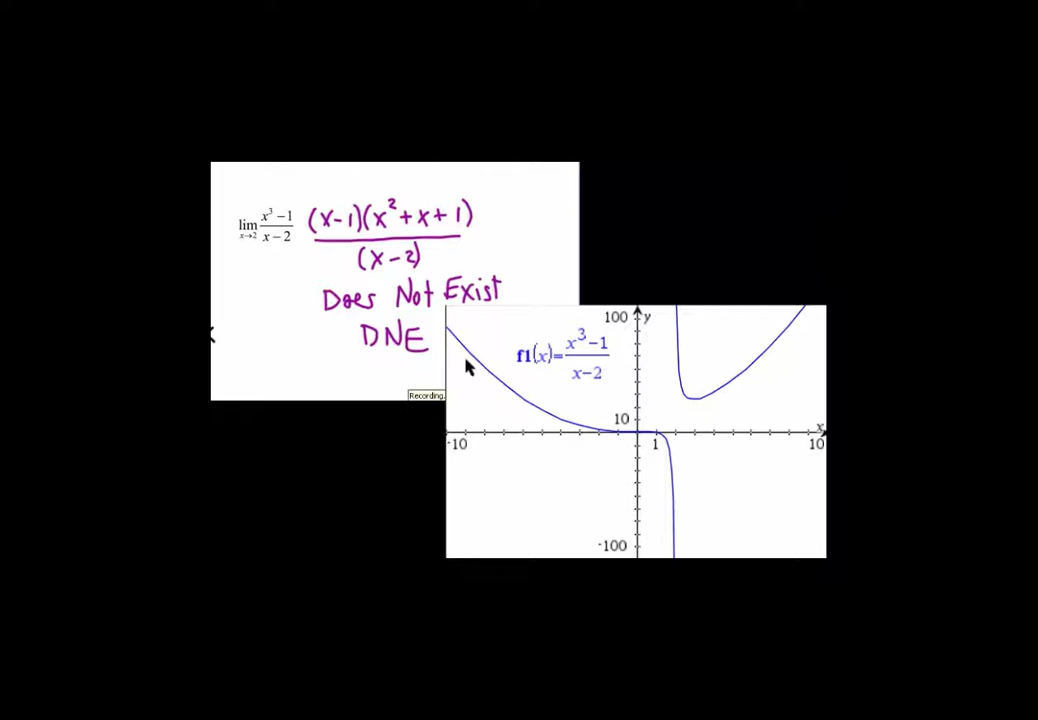 lim x→2 x³ −1 / x − 2
(x-1)(x²+x+1) / (x-2)
Does Not Exist
DNE
Recording.
100 y
f1(x)= x³−1 / x−2
10
x
-10 1 10
-100